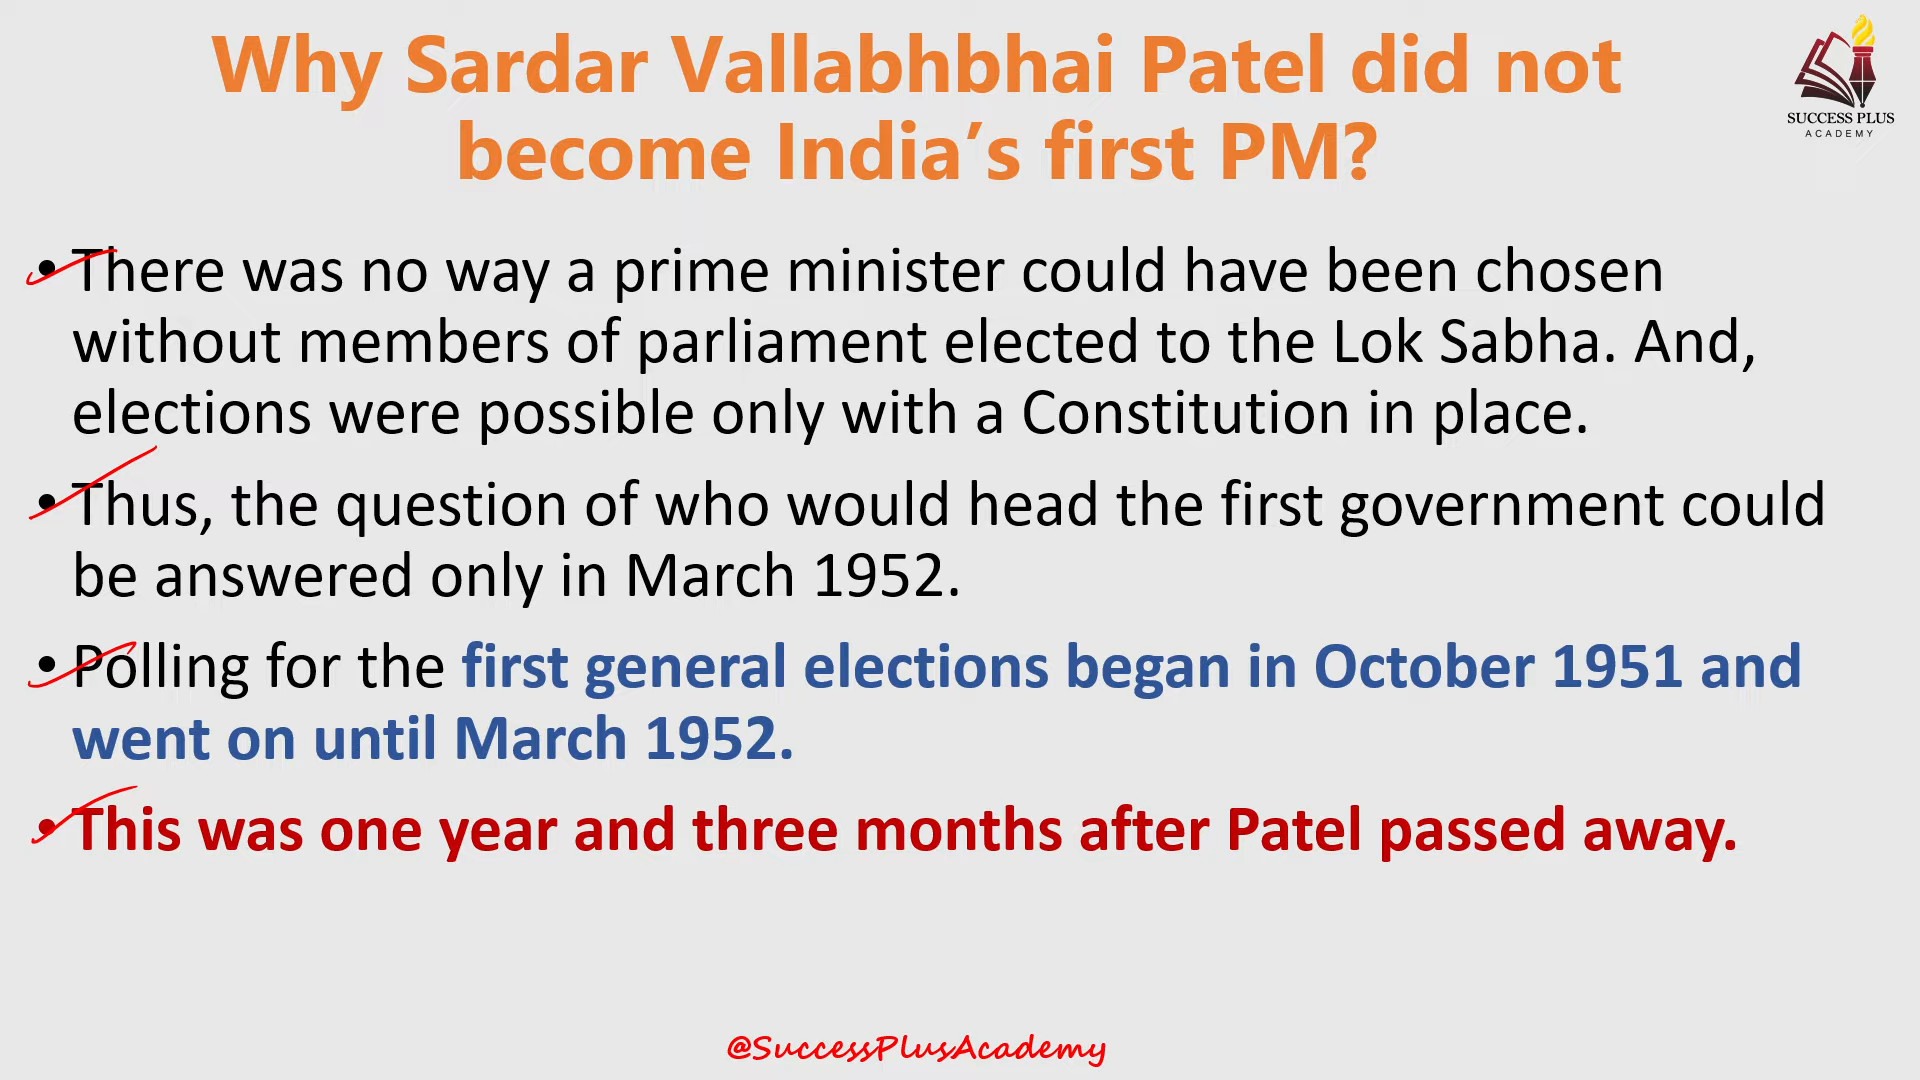 Why Sardar Vallabhbhai Patel did not
become India’s first PM?
SUCCESS PLUS
ACADEMY
• There was no way a prime minister could have been chosen
without members of parliament elected to the Lok Sabha. And,
elections were possible only with a Constitution in place.
• Thus, the question of who would head the first government could
be answered only in March 1952.
• Polling for the first general elections began in October 1951 and
went on until March 1952.
• This was one year and three months after Patel passed away.
@SuccessPlusAcademy